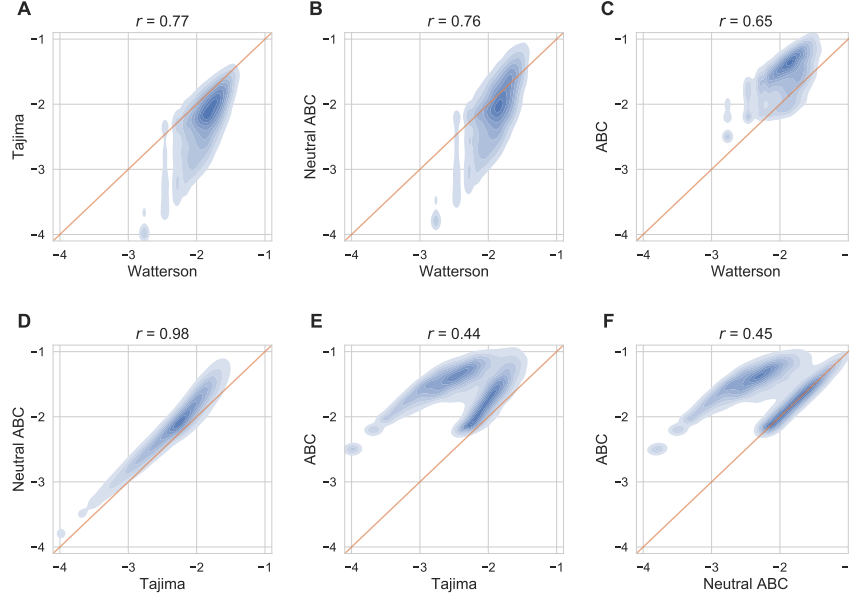 A
r = 0.77
−1
−2
−3
−4
Tajima
−4 −3 −2 −1
Watterson
B
r = 0.76
−1
−2
−3
−4
Neutral ABC
−4 −3 −2 −1
Watterson
C
r = 0.65
−1
−2
−3
−4
ABC
−4 −3 −2 −1
Watterson
D
r = 0.98
−1
−2
−3
−4
Neutral ABC
−4 −3 −2 −1
Tajima
E
r = 0.44
−1
−2
−3
−4
ABC
−4 −3 −2 −1
Tajima
F
r = 0.45
−1
−2
−3
−4
ABC
−4 −3 −2 −1
Neutral ABC